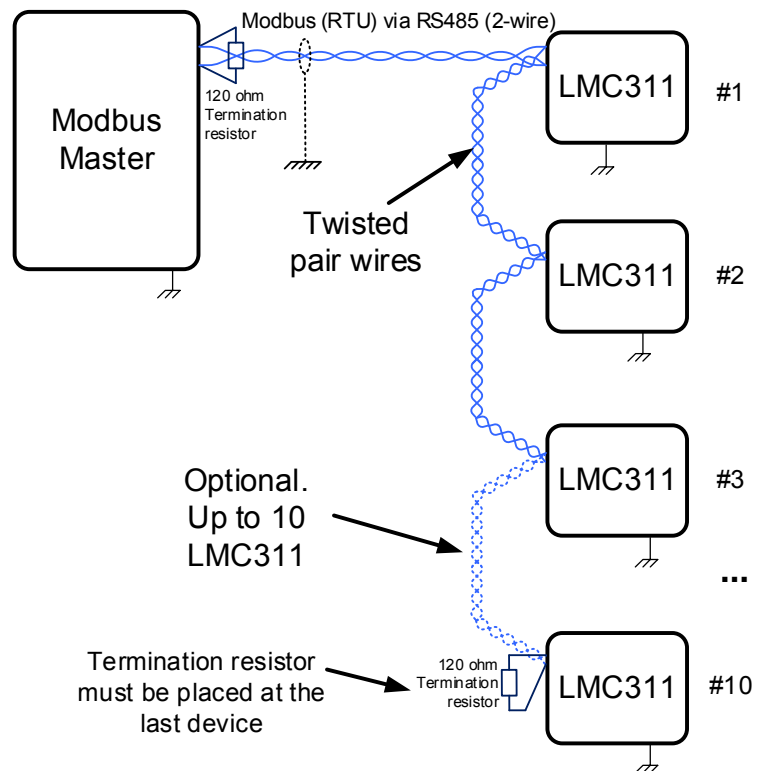 Modbus (RTU) via RS485 (2-wire)
120 ohm
Termination
resistor
Modbus
Master
LMC311
#1
Twisted
pair wires
LMC311
#2
LMC311
#3
Optional.
Up to 10
LMC311
...
Termination resistor
must be placed at the
last device
120 ohm
Termination
resistor
LMC311
#10